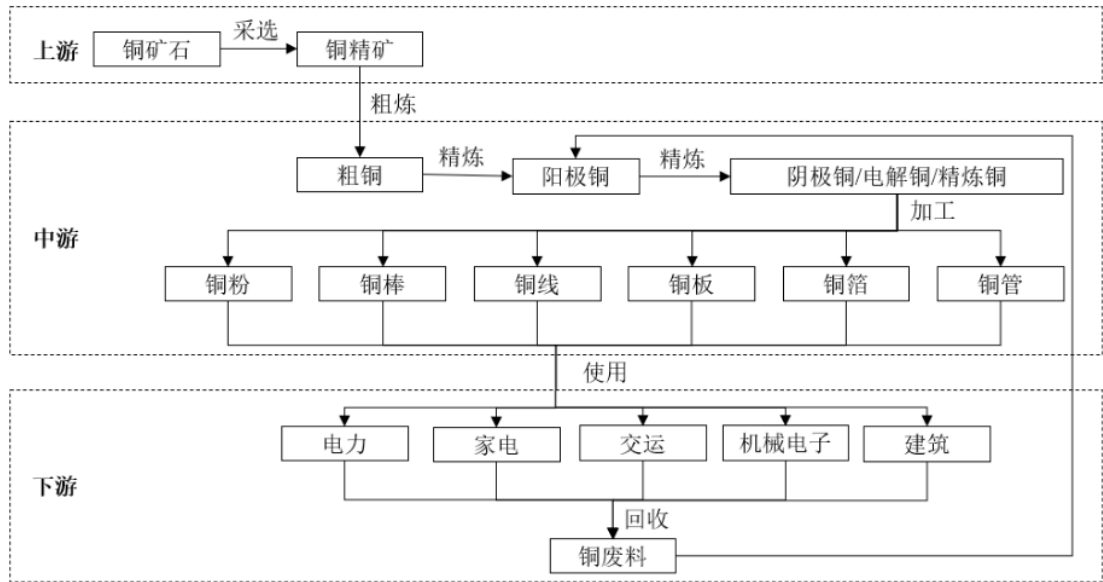 采选
上游
铜矿石
铜精矿
粗炼
精炼
精炼
粗铜
阳极铜
阴极铜/电解铜/精炼铜
加工
中游
铜粉
铜棒
铜线
铜板
铜箔
铜管
使用
电力
家电
交运
机械电子
建筑
下游
回收
铜废料